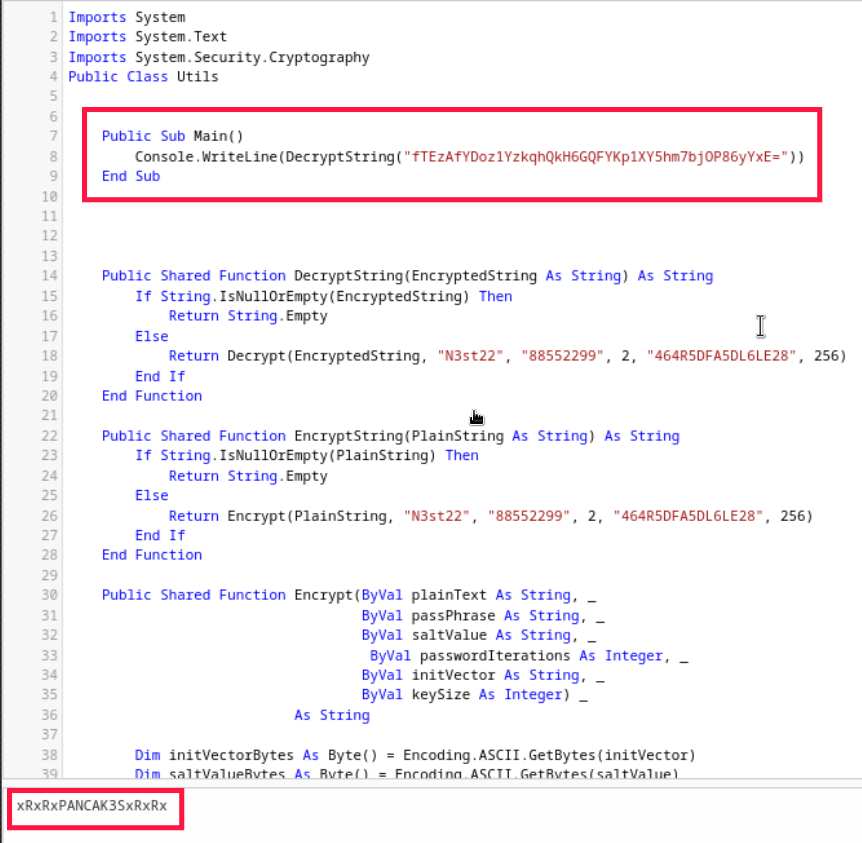 1 Imports System
2 Imports System.Text
3 Imports System.Security.Cryptography
4 Public Class Utils
5
6
7 Public Sub Main()
8 Console.WriteLine(DecryptString("fTEzAfYDoz1YzkqhQkH6GQFYKp1XY5hm7bjOP86yYxE="))
9 End Sub
10
11
12
13
14 Public Shared Function DecryptString(EncryptedString As String) As String
15 If String.IsNullOrEmpty(EncryptedString) Then
16 Return String.Empty
17 Else
18 Return Decrypt(EncryptedString, "N3st22", "88552299", 2, "464R5DFA5DL6LE28", 256)
19 End If
20 End Function
21
22 Public Shared Function EncryptString(PlainString As String) As String
23 If String.IsNullOrEmpty(PlainString) Then
24 Return String.Empty
25 Else
26 Return Encrypt(PlainString, "N3st22", "88552299", 2, "464R5DFA5DL6LE28", 256)
27 End If
28 End Function
29
30 Public Shared Function Encrypt(ByVal plainText As String, _
31 ByVal passPhrase As String, _
32 ByVal saltValue As String, _
33 ByVal passwordIterations As Integer, _
34 ByVal initVector As String, _
35 ByVal keySize As Integer) _
36 As String
37
38 Dim initVectorBytes As Byte() = Encoding.ASCII.GetBytes(initVector)
39 Dim saltValueBytes As Byte() = Encoding.ASCII.GetBytes(saltValue)
xRxRxPANCAK3SxRxRx